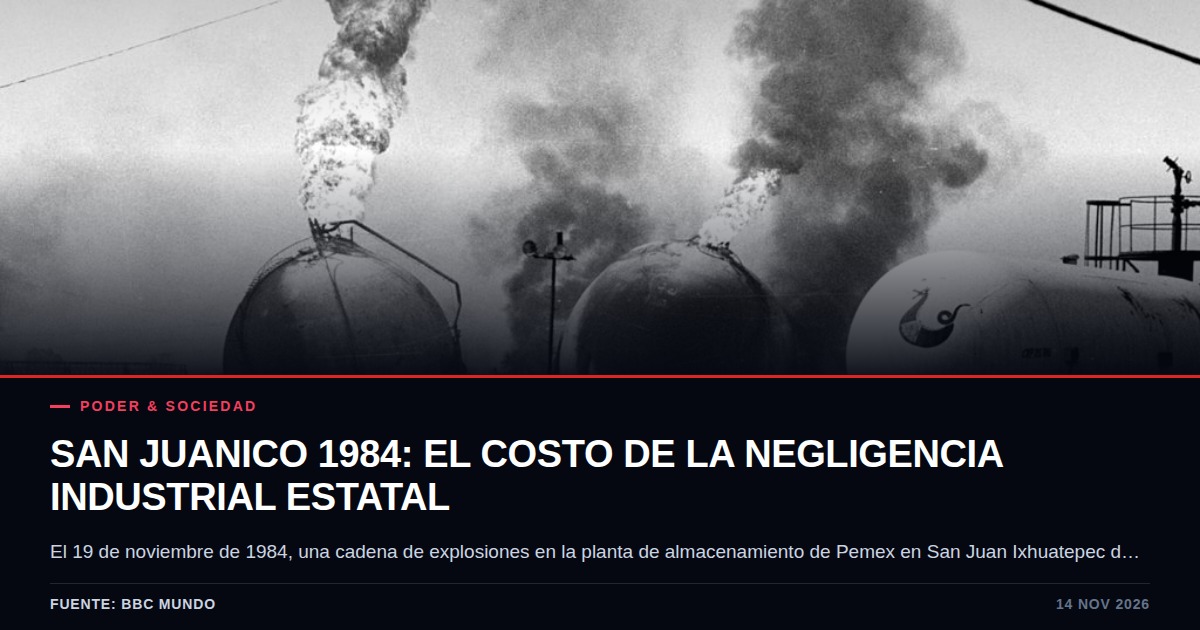 PODER & SOCIEDAD
SAN JUANICO 1984: EL COSTO DE LA NEGLIGENCIA
INDUSTRIAL ESTATAL
El 19 de noviembre de 1984, una cadena de explosiones en la planta de almacenamiento de Pemex en San Juan Ixhuatepec d…
FUENTE: BBC MUNDO
14 NOV 2026